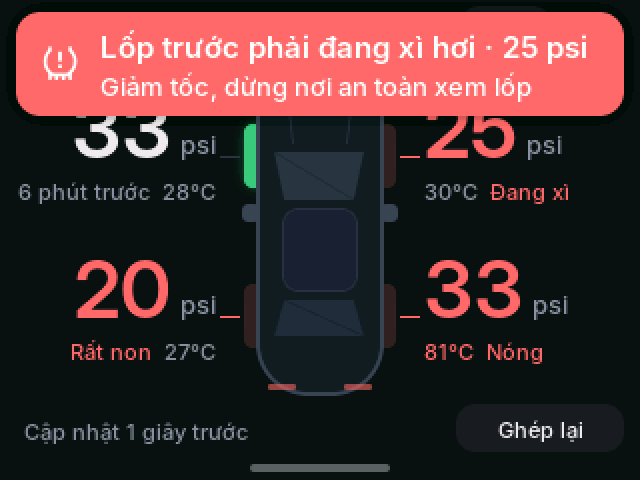 Lốp trước phải đang xì hơi · 25 psi
Giảm tốc, dừng nơi an toàn xem lốp
33 psi
25 psi
6 phút trước 28°C
30°C Đang xì
20 psi
33 psi
Rất non 27°C
81°C Nóng
Cập nhật 1 giây trước
Ghép lại